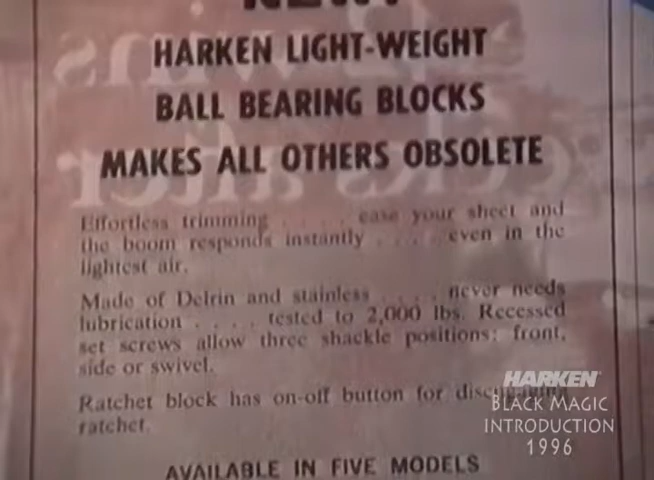 NEW!
HARKEN LIGHT-WEIGHT
BALL BEARING BLOCKS
MAKES ALL OTHERS OBSOLETE
Effortless trimming . . . . ease your sheet and
the boom responds instantly . . . . even in the
lightest air.
Made of Delrin and stainless . . . . never needs
lubrication . . . . tested to 2,000 lbs. Recessed
set screws allow three shackle positions: front,
side or swivel.
Ratchet block has on-off button for
ratchet.
AVAILABLE IN FIVE MODELS
HARKEN
BLACK MAGIC
INTRODUCTION
1996